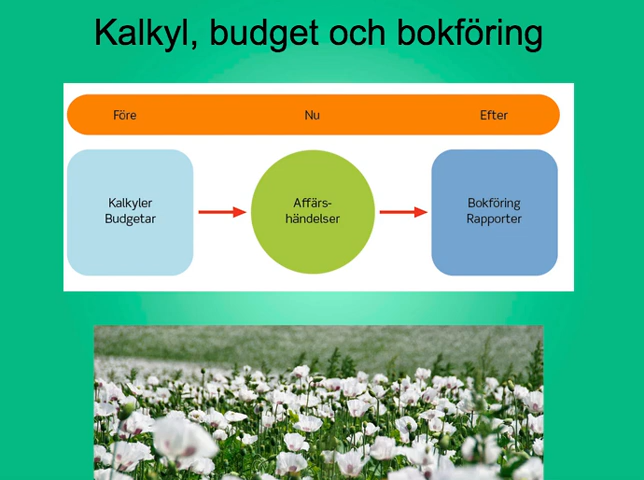 Kalkyl, budget och bokföring
Före Nu Efter
Kalkyler
Budgetar
Affärs-
händelser
Bokföring
Rapporter